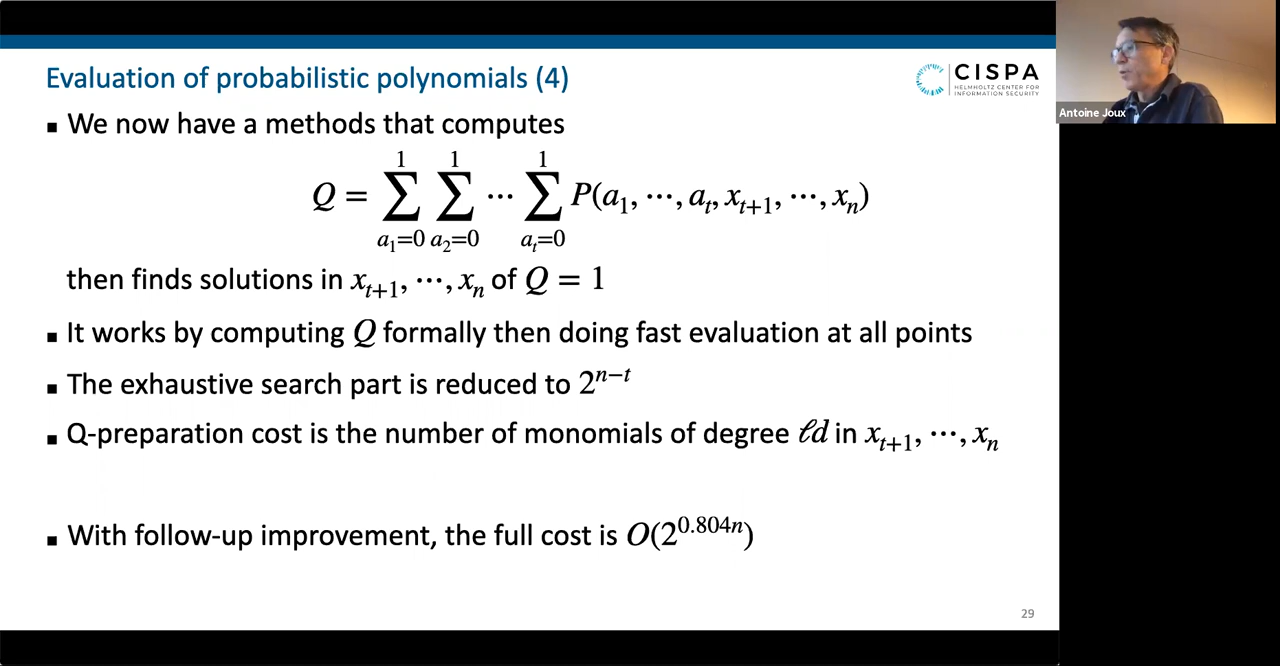 Evaluation of probabilistic polynomials (4)
CISPA
HELMHOLTZ CENTER FOR
INFORMATION SECURITY
Antoine Joux
▪ We now have a methods that computes
Q = \sum_{a_1=0}^{1} \sum_{a_2=0}^{1} ⋯ \sum_{a_t=0}^{1} P(a_1, ⋯, a_t, x_{t+1}, ⋯, x_n)
then finds solutions in x_{t+1}, ⋯, x_n of Q = 1
▪ It works by computing Q formally then doing fast evaluation at all points
▪ The exhaustive search part is reduced to 2^{n−t}
▪ Q-preparation cost is the number of monomials of degree ℓd in x_{t+1}, ⋯, x_n
▪ With follow-up improvement, the full cost is O(2^{0.804n})
29